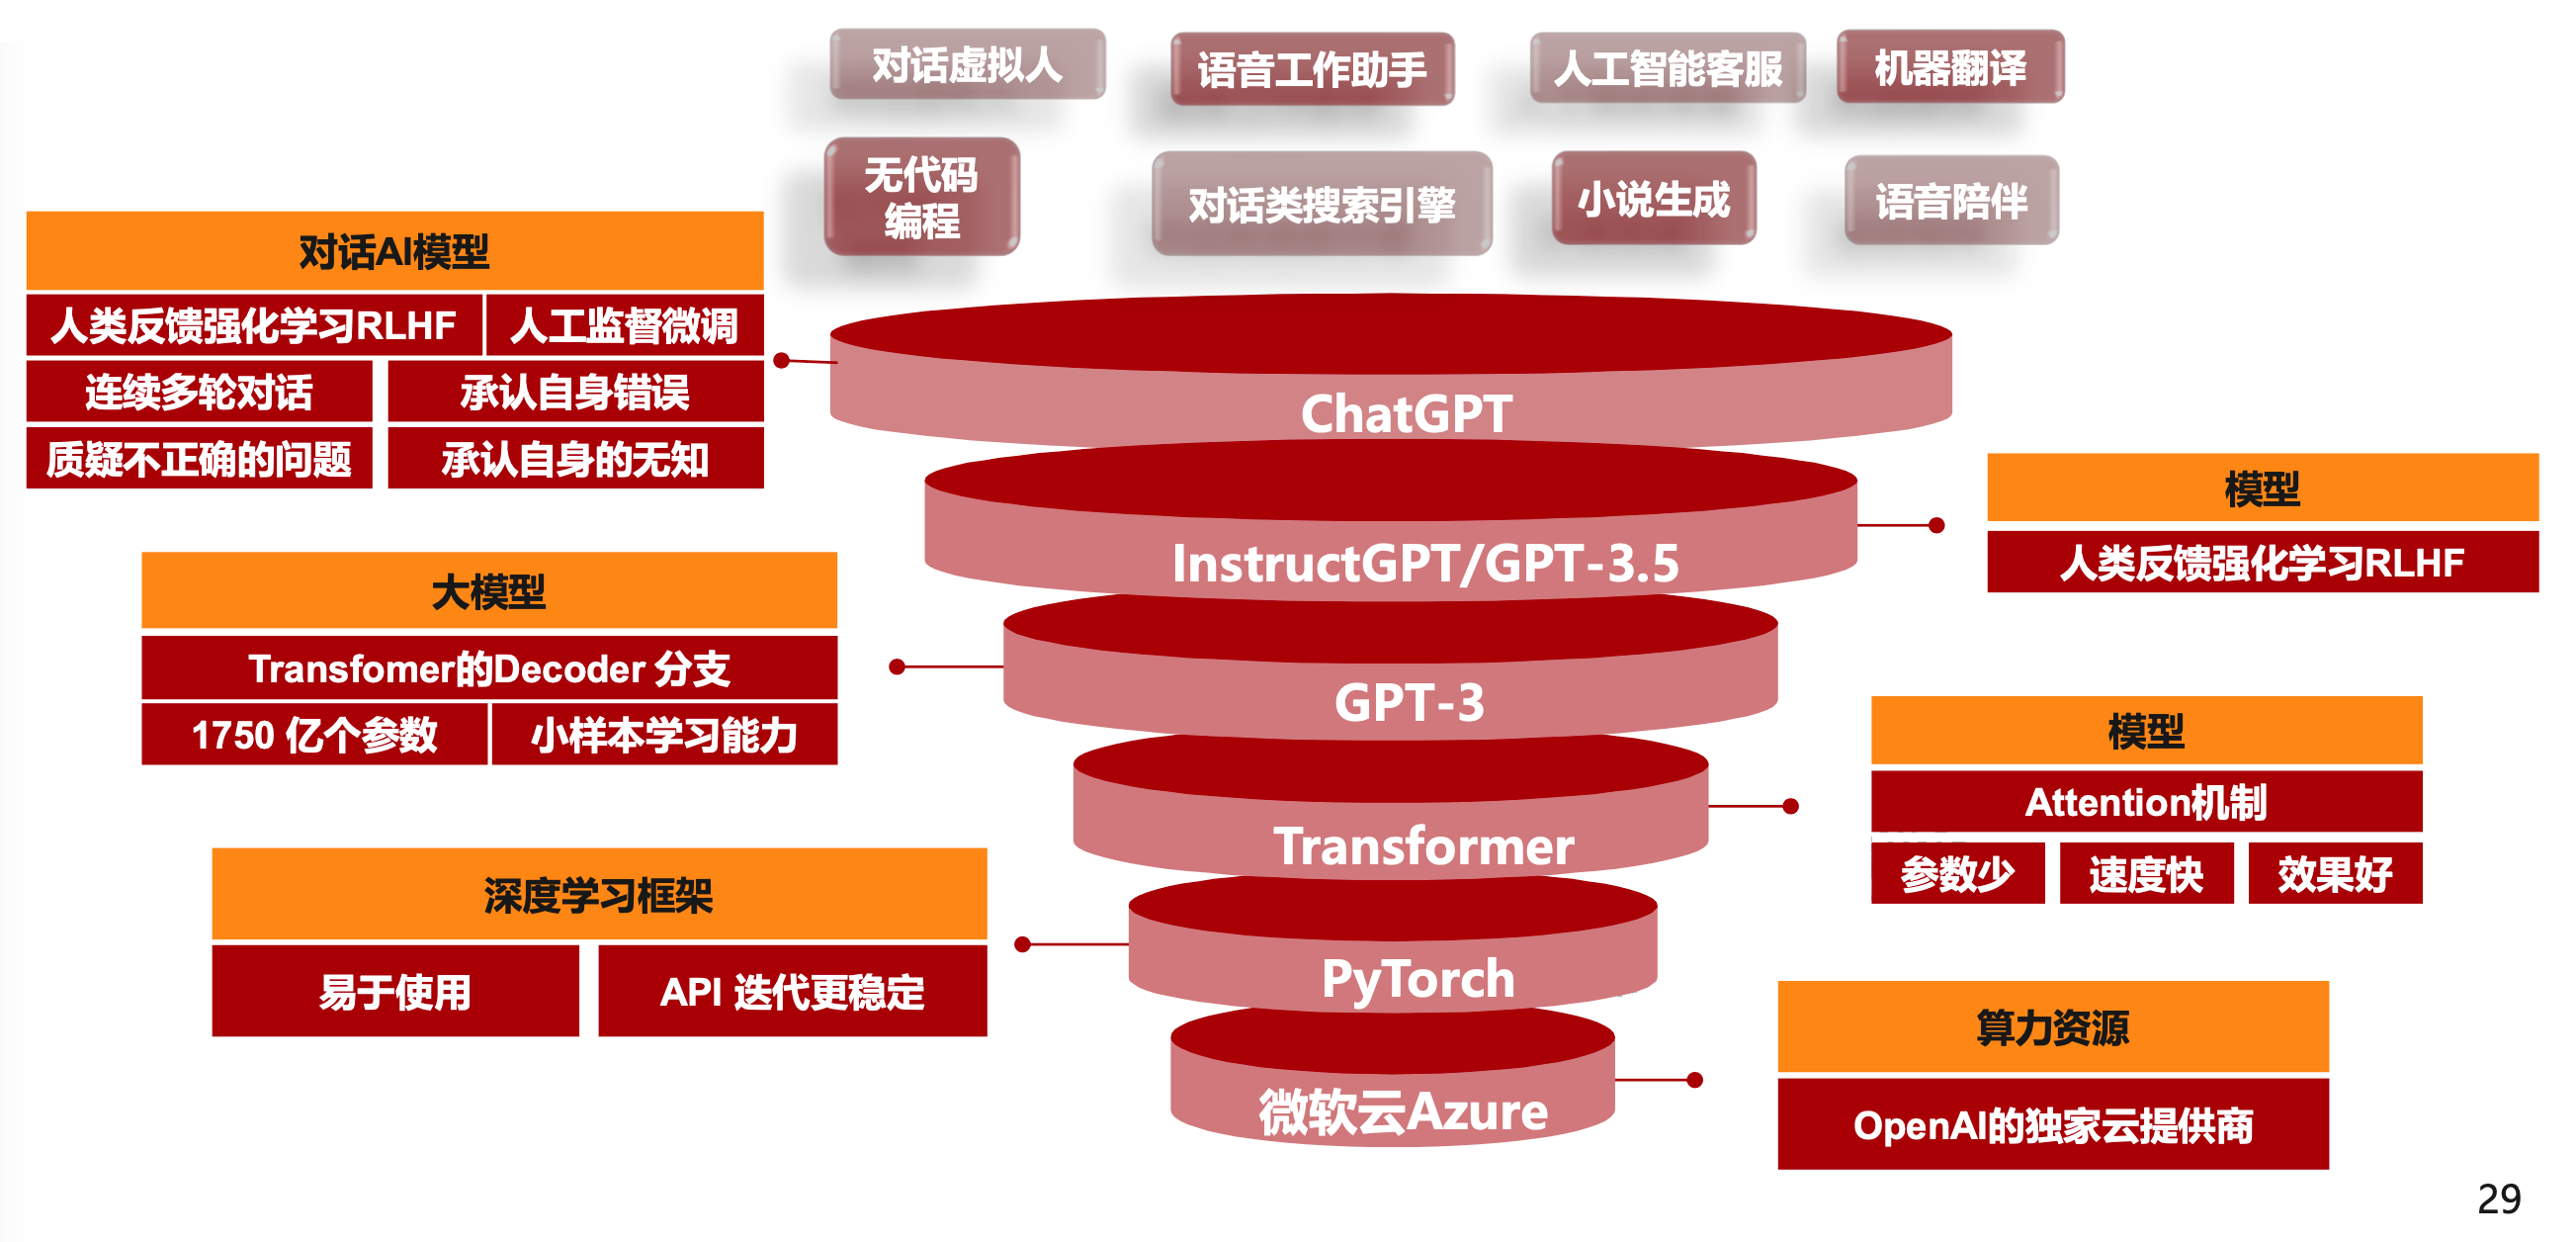 对话虚拟人
语音工作助手
人工智能客服
机器翻译
无代码
编程
对话类搜索引擎
小说生成
语音陪伴
对话AI模型
人类反馈强化学习RLHF
人工监督微调
连续多轮对话
承认自身错误
质疑不正确的问题
承认自身的无知
ChatGPT
InstructGPT/GPT-3.5
模型
人类反馈强化学习RLHF
大模型
Transfomer的Decoder 分支
1750 亿个参数
小样本学习能力
GPT-3
模型
Attention机制
参数少
速度快
效果好
Transformer
深度学习框架
易于使用
API 迭代更稳定
PyTorch
算力资源
OpenAI的独家云提供商
微软云Azure
29